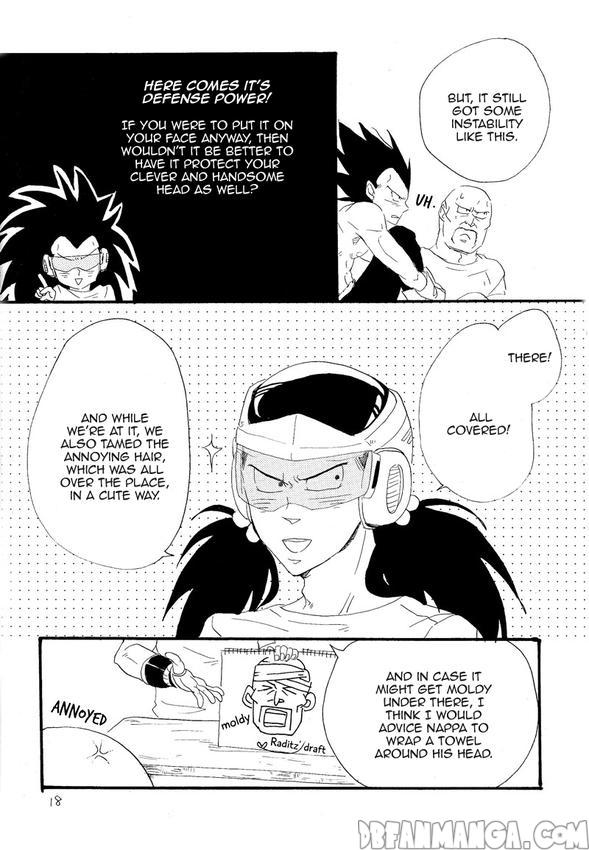 BUT, IT STILL
GOT SOME
INSTABILITY
LIKE THIS.
UH.
HERE COMES IT'S
DEFENSE POWER!
IF YOU WERE TO PUT IT ON
YOUR FACE ANYWAY, THEN
WOULDN'T IT BE BETTER TO
HAVE IT PROTECT YOUR
CLEVER AND HANDSOME
HEAD AS WELL?
THERE!
ALL
COVERED!
AND WHILE
WE'RE AT IT, WE
ALSO TAMED THE
ANNOYING HAIR,
WHICH WAS ALL
OVER THE PLACE,
IN A CUTE WAY.
AND IN CASE IT
MIGHT GET MOLDY
UNDER THERE, I
THINK I WOULD
ADVICE NAPPA TO
WRAP A TOWEL
AROUND HIS HEAD.
moldy
♡ Raditz'/draft
ANNOYED
18
DBFANMANGA.COM